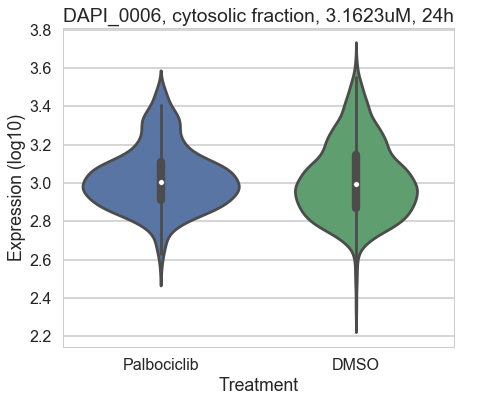 DAPI_0006, cytosolic fraction, 3.1623uM, 24h
3.8
3.6
3.4
3.2
3.0
2.8
2.6
2.4
2.2
Expression (log10)
Palbociclib
DMSO
Treatment